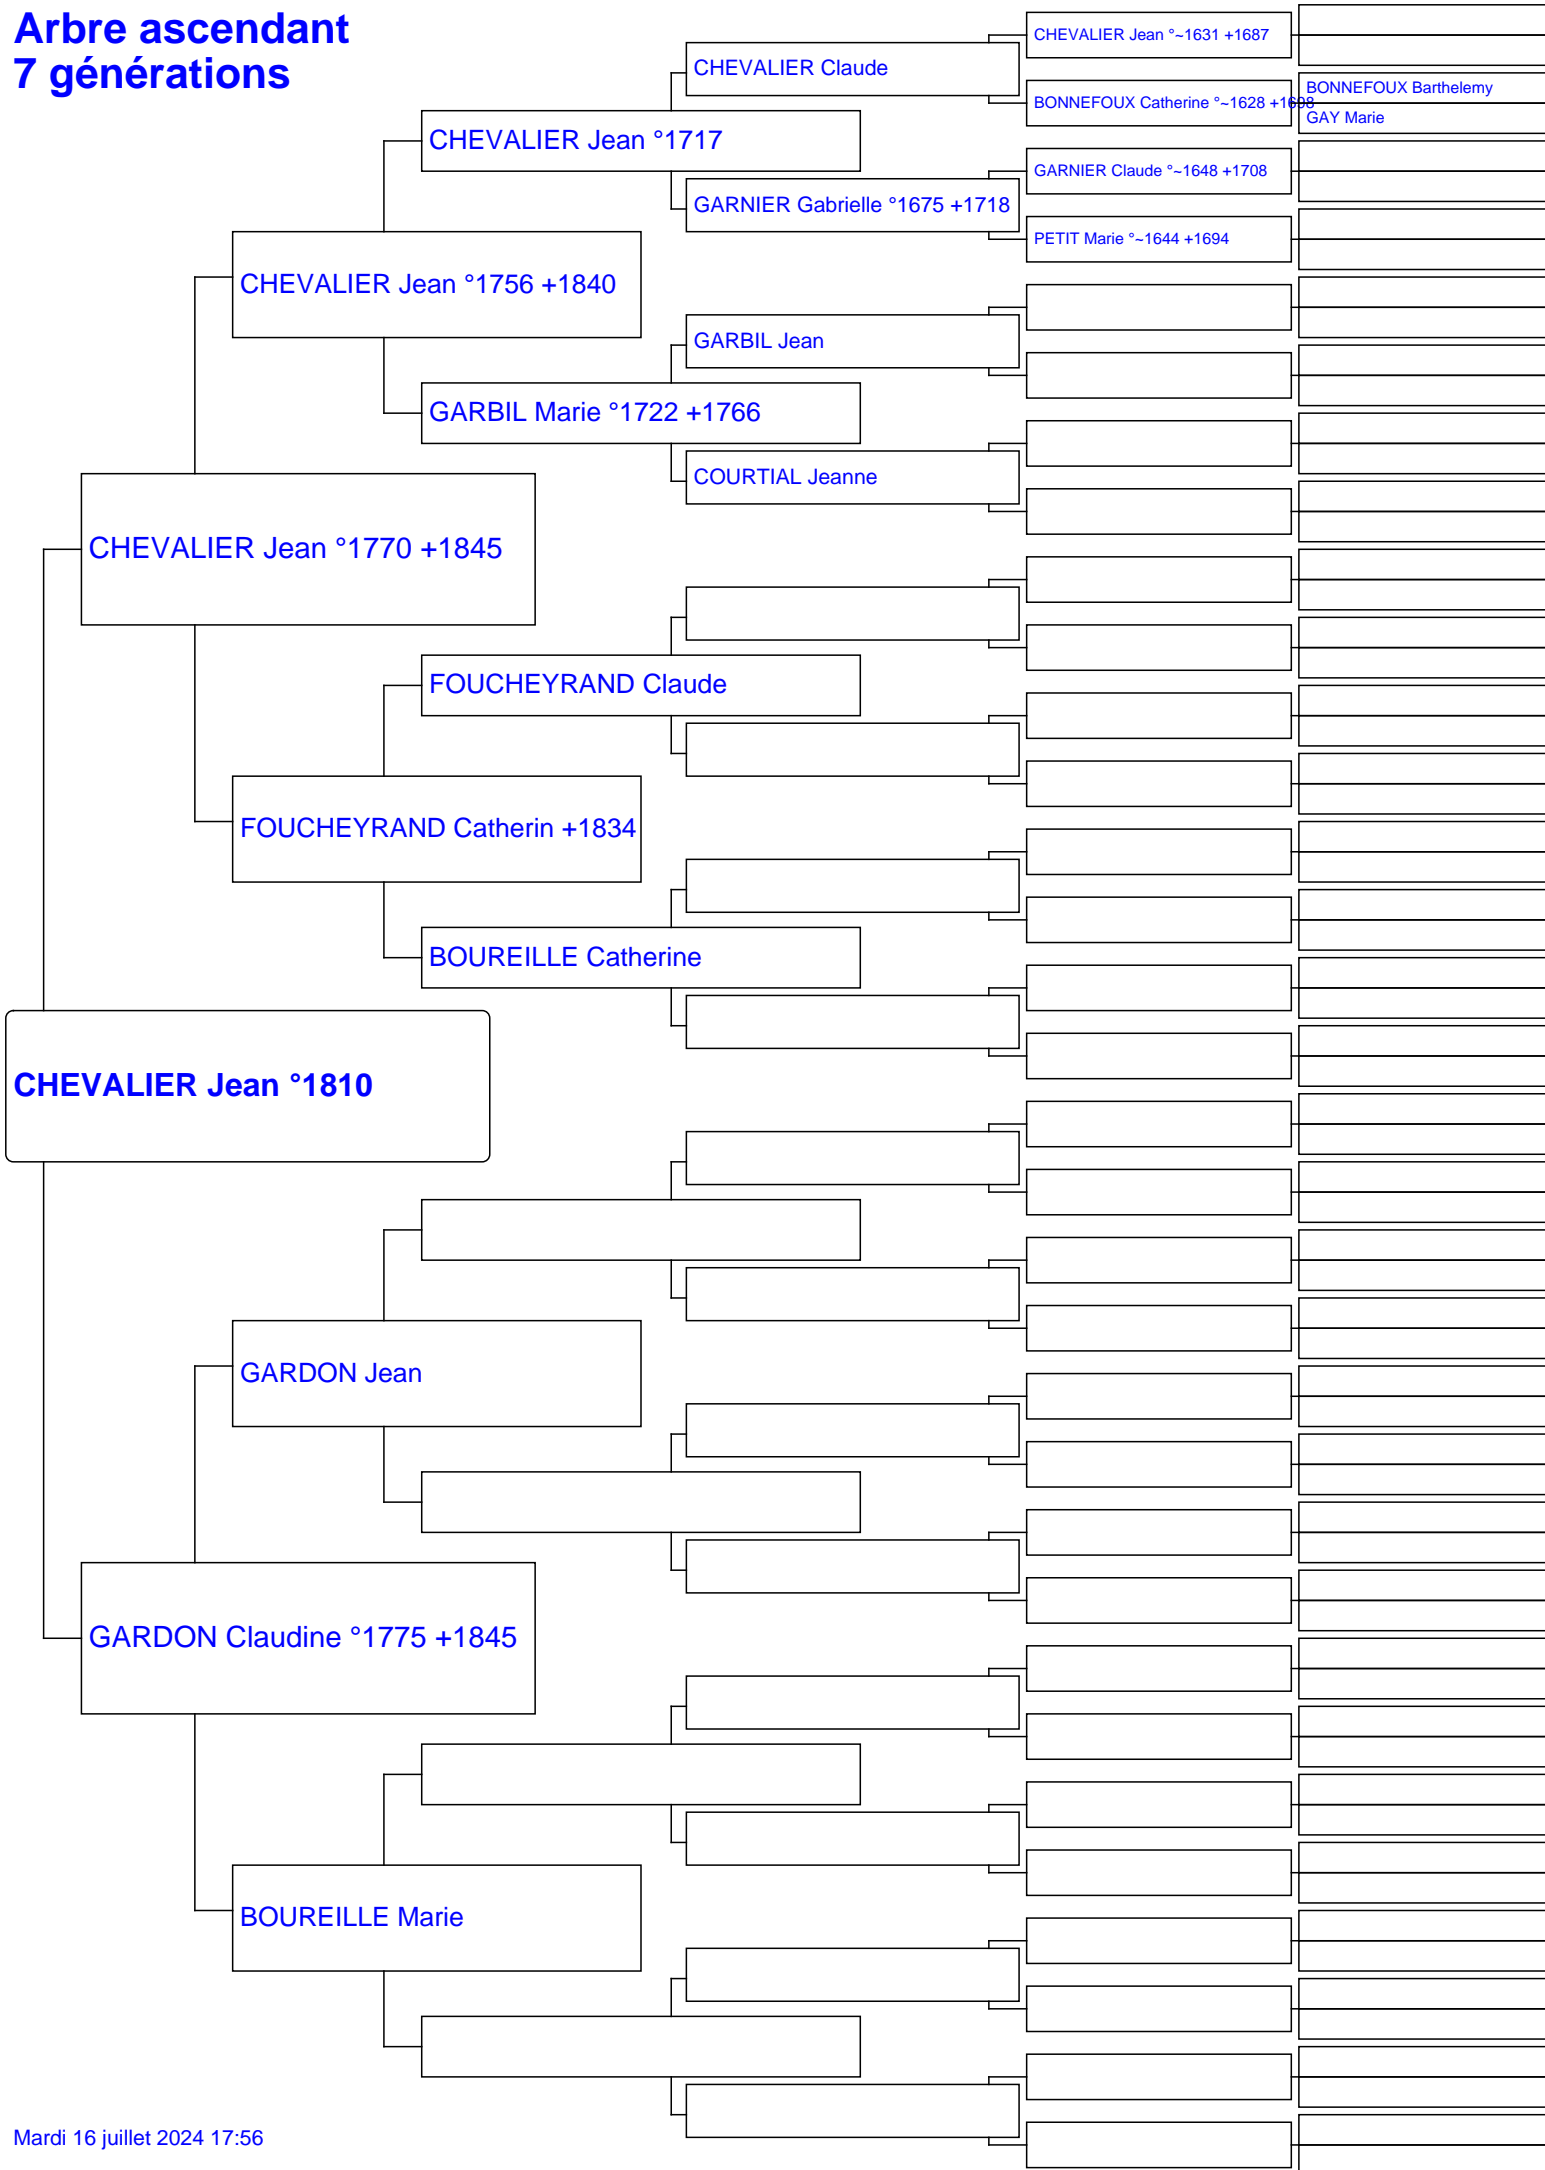 Arbre ascendant
7 générations
CHEVALIER Jean °~1631 +1687
CHEVALIER Claude
BONNEFOUX Barthelemy
BONNEFOUX Catherine °~1628 +1698
GAY Marie
CHEVALIER Jean °1717
GARNIER Claude °~1648 +1708
GARNIER Gabrielle °1675 +1718
PETIT Marie °~1644 +1694
CHEVALIER Jean °1756 +1840
GARBIL Jean
GARBIL Marie °1722 +1766
COURTIAL Jeanne
CHEVALIER Jean °1770 +1845
FOUCHEYRAND Claude
FOUCHEYRAND Catherin +1834
BOUREILLE Catherine
CHEVALIER Jean °1810
GARDON Jean
GARDON Claudine °1775 +1845
BOUREILLE Marie
Mardi 16 juillet 2024 17:56